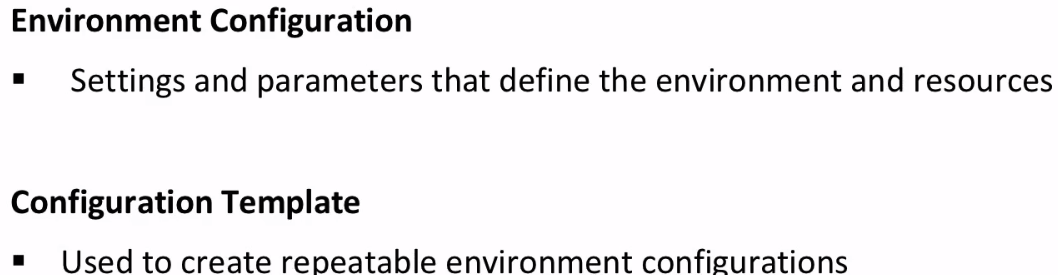 Environment Configuration
▪ Settings and parameters that define the environment and resources
Configuration Template
▪ Used to create repeatable environment configurations